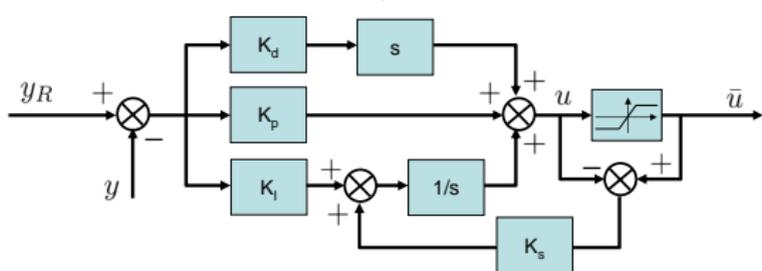 K_d
s
+
y_R
+
+
u
ū
K_p
−
+
−
+
y
K_I
+
1/s
+
K_s